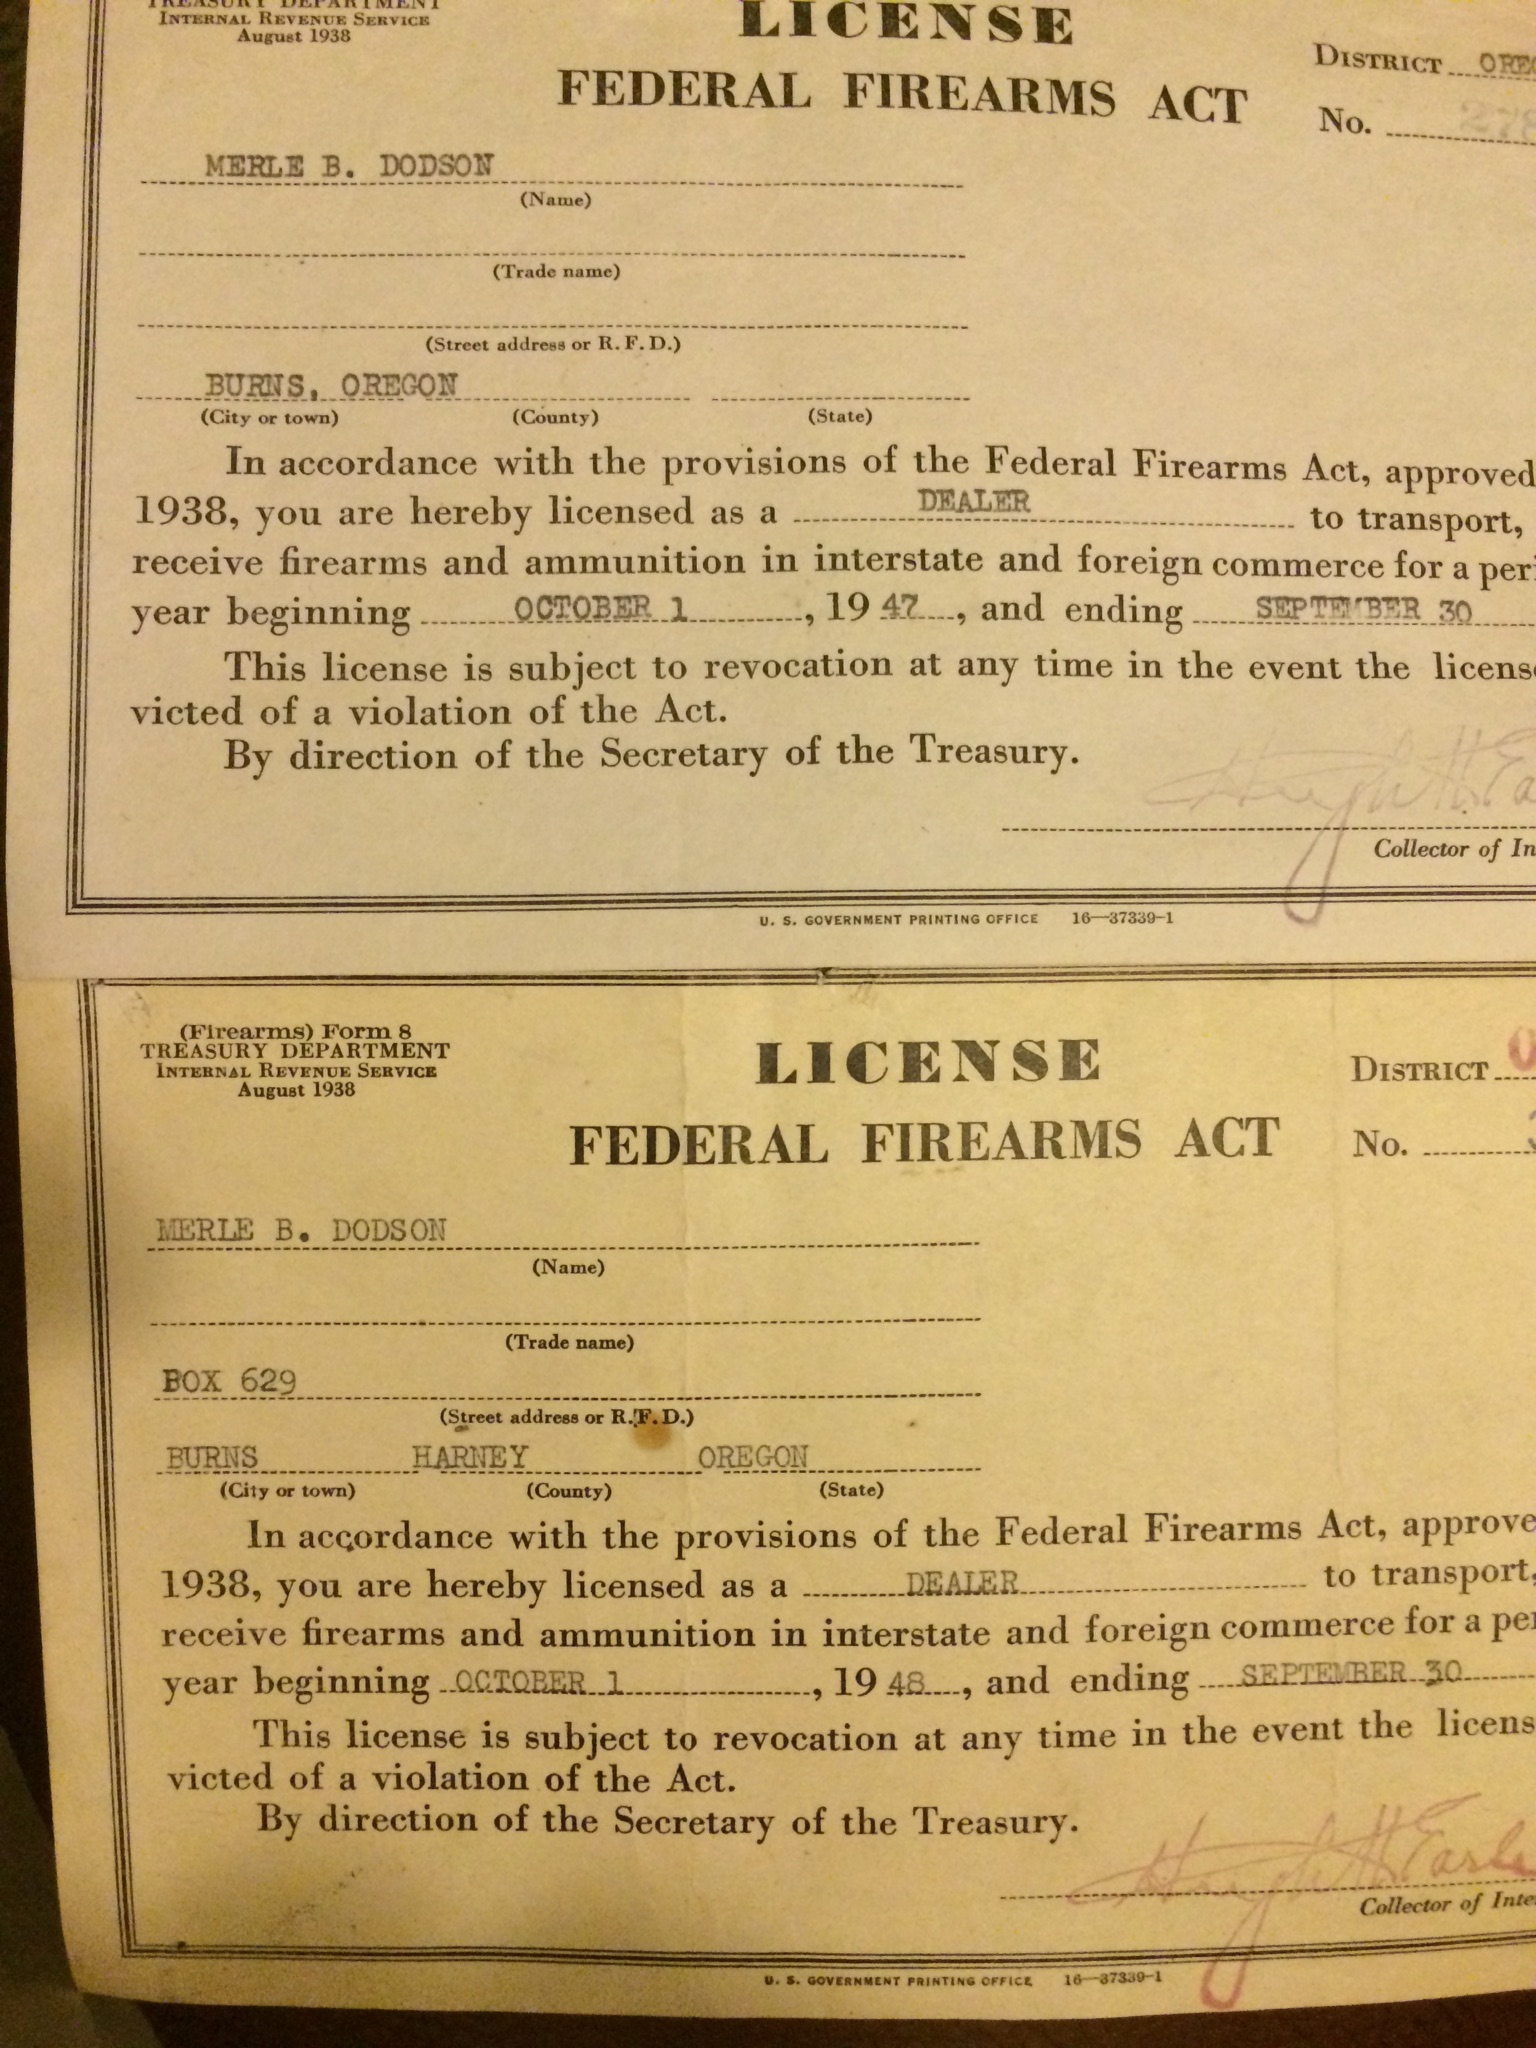 TREASURY DEPARTMENT
INTERNAL REVENUE SERVICE
August 1938
LICENSE
FEDERAL FIREARMS ACT
DISTRICT
No. 278
MERLE B. DODSON
(Name)
(Trade name)
(Street address or R. F. D.)
BURNS, OREGON
(City or town) (County) (State)
In accordance with the provisions of the Federal Firearms Act, approved
1938, you are hereby licensed as a DEALER to transport,
receive firearms and ammunition in interstate and foreign commerce for a
year beginning OCTOBER 1, 19 47, and ending SEPTEMBER 30
This license is subject to revocation at any time in the event the
victed of a violation of the Act.
By direction of the Secretary of the Treasury.
Hugh H.
Collector of
U. S. GOVERNMENT PRINTING OFFICE 16—37339-1
(Firearms) Form 8
TREASURY DEPARTMENT
INTERNAL REVENUE SERVICE
August 1938
LICENSE
FEDERAL FIREARMS ACT
DISTRICT
No.
MERLE B. DODSON
(Name)
(Trade name)
BOX 629
(Street address or R. F. D.)
BURNS HARNEY OREGON
(City or town) (County) (State)
In accordance with the provisions of the Federal Firearms Act,
1938, you are hereby licensed as a DEALER to transport,
receive firearms and ammunition in interstate and foreign commerce for a
year beginning OCTOBER 1, 19 48, and ending SEPTEMBER 30
This license is subject to revocation at any time in the event the
victed of a violation of the Act.
By direction of the Secretary of the Treasury.
Hugh H. Earle
Collector of
U. S. GOVERNMENT PRINTING OFFICE 16—37339-1